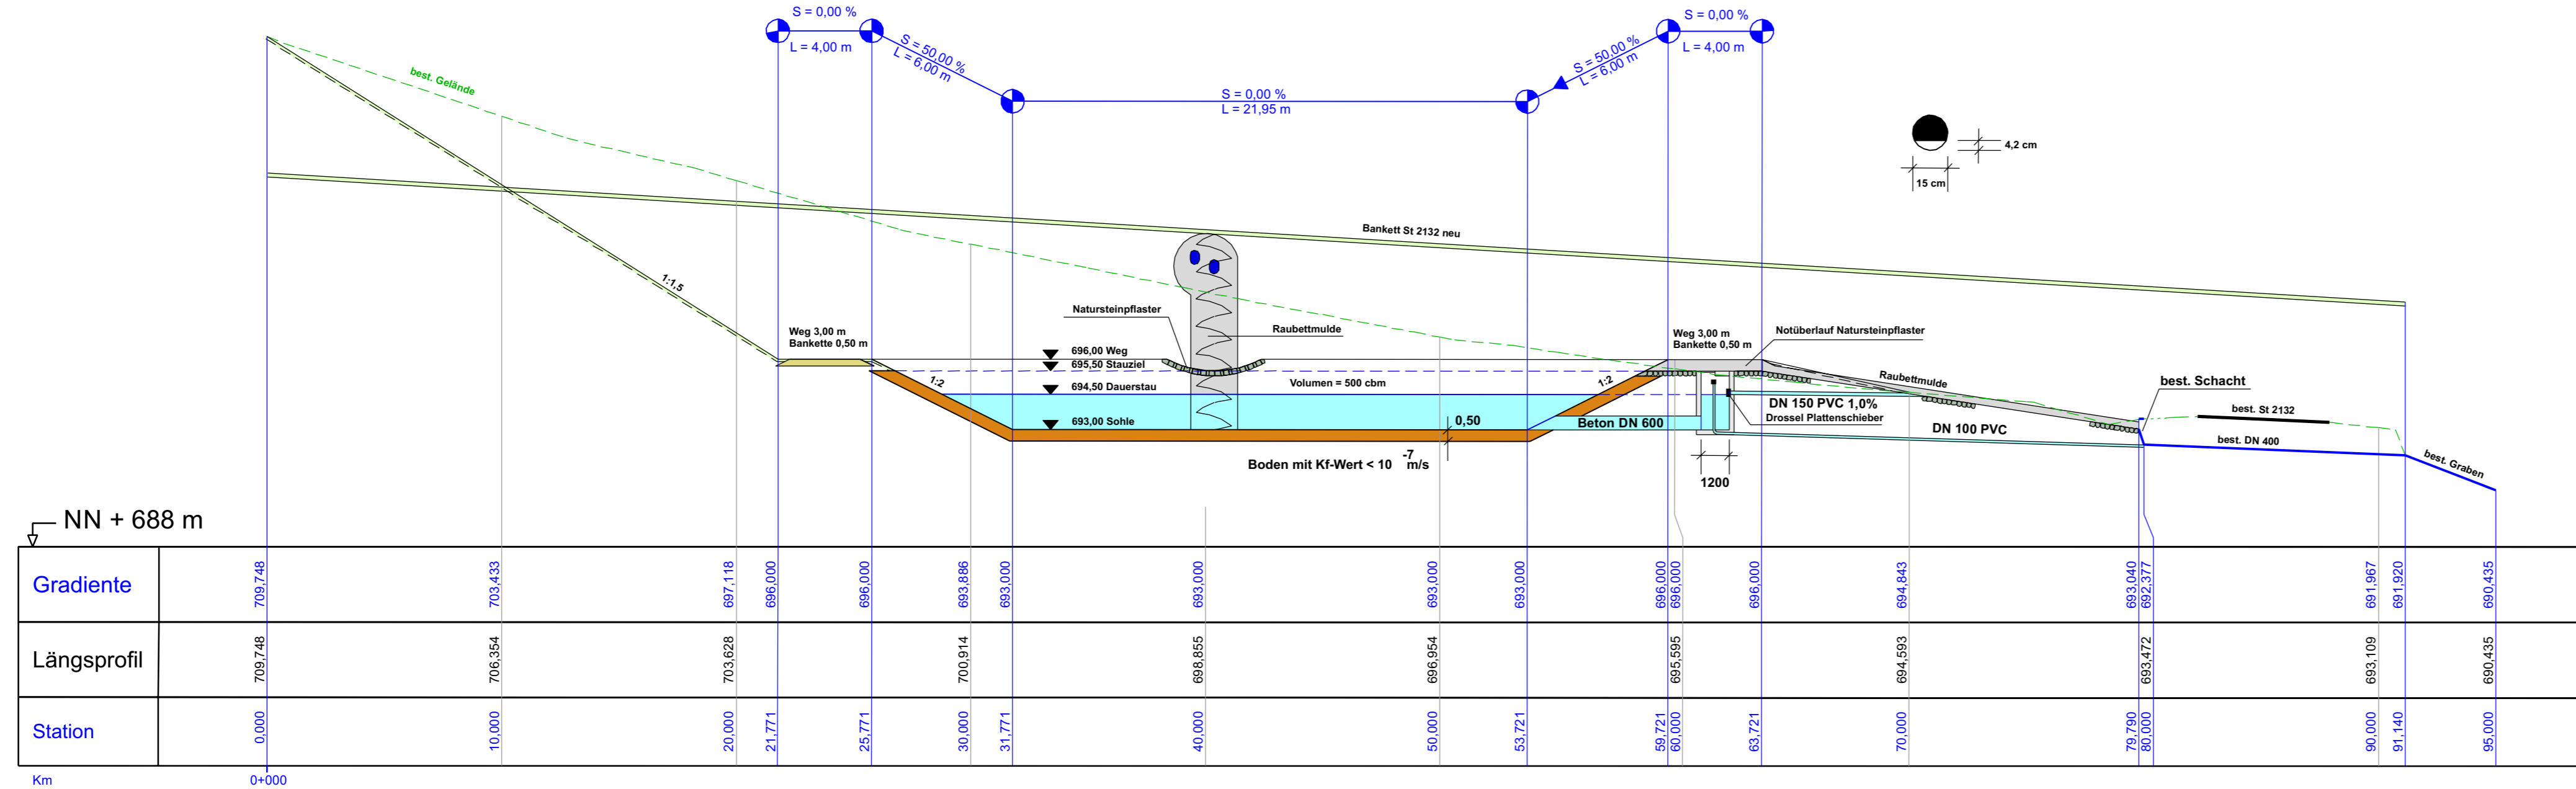 S = 0,00 %
L = 4,00 m
S = 50,00 %
L = 6,00 m
S = 0,00 %
L = 21,95 m
S = 50,00 %
L = 6,00 m
S = 0,00 %
L = 4,00 m
best. Gelände
4,2 cm
15 cm
Bankett St 2132 neu
1:1,5
Natursteinpflaster
Raubettmulde
Weg 3,00 m
Bankette 0,50 m
696,00 Weg
695,50 Stauziel
694,50 Dauerstau
693,00 Sohle
1:2
Volumen = 500 cbm
1:2
Weg 3,00 m
Bankette 0,50 m
Notüberlauf Natursteinpflaster
Raubettmulde
best. Schacht
DN 150 PVC 1,0%
Drossel Plattenschieber
Beton DN 600
0,50
DN 100 PVC
best. St 2132
best. DN 400
best. Graben
Boden mit Kf-Wert < 10 -7 m/s
1200
NN + 688 m
Gradiente
709,748
703,433
697,118
696,000
696,000
693,886
693,000
693,000
693,000
693,000
696,000
696,000
696,000
694,843
693,040
692,377
691,967
691,920
690,435
Längsprofil
709,748
706,354
703,628
700,914
698,855
696,954
695,595
694,593
693,472
693,109
690,435
Station
0,000
10,000
20,000
21,771
25,771
30,000
31,771
40,000
50,000
53,721
59,721
60,000
63,721
70,000
79,790
80,000
90,000
91,140
95,000
Km
0+000